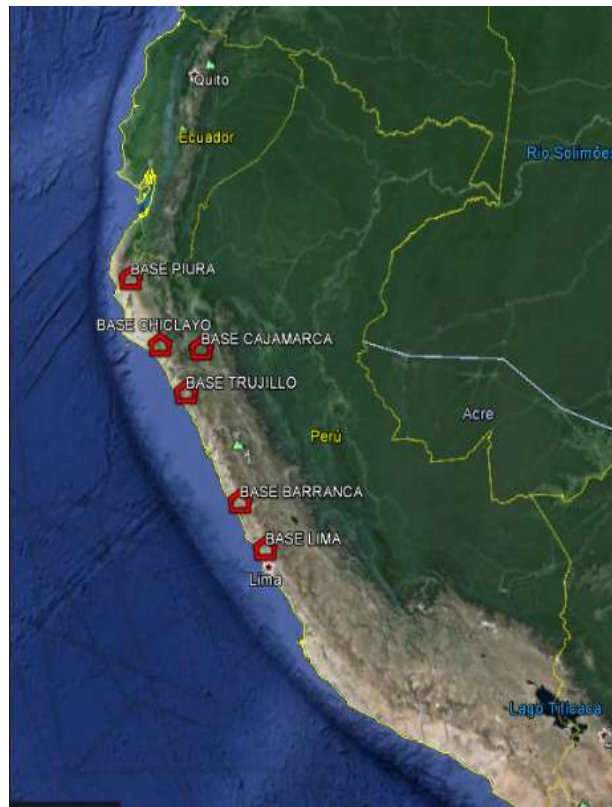 Quito
Ecuador
Río Solimões
BASE PIURA
BASE CHICLAYO
BASE CAJAMARCA
BASE TRUJILLO
Acre
Perú
BASE BARRANCA
BASE LIMA
Lima
Lago Titicaca